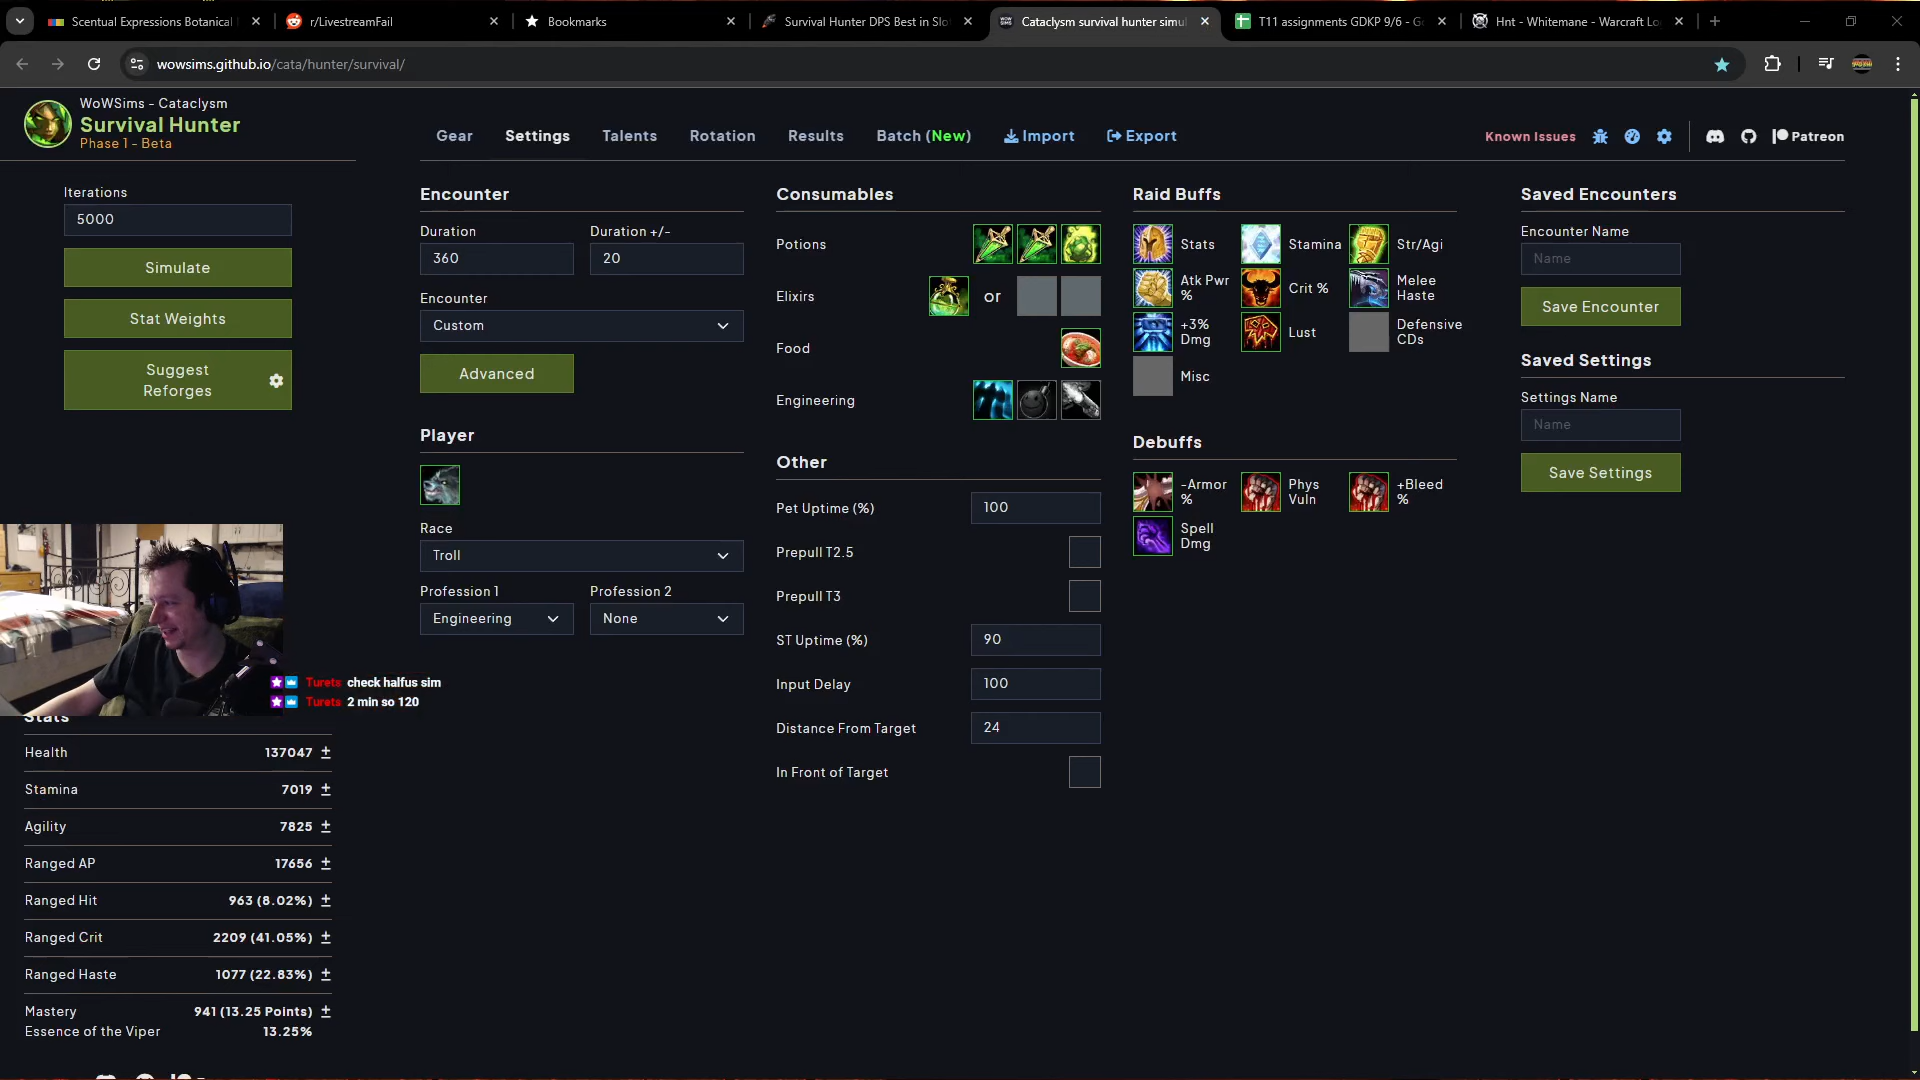 Scentual Expressions Botanical
r/LivestreamFail
Bookmarks
Survival Hunter DPS Best in Slo
Cataclysm survival hunter simul
T11 assignments GDKP 9/6 - Go
Hnt - Whitemane - Warcraft Lo
wowsims.github.io/cata/hunter/survival/
WoWSims - Cataclysm
Survival Hunter
Phase 1 - Beta
Gear
Settings
Talents
Rotation
Results
Batch (New)
Import
Export
Known Issues
Patreon
Iterations
5000
Simulate
Stat Weights
Suggest
Reforges
Encounter
Duration
Duration +/-
360
20
Encounter
Custom
Advanced
Player
Race
Troll
Profession 1
Profession 2
Engineering
None
Consumables
Potions
Elixirs
or
Food
Engineering
Other
Pet Uptime (%)
100
Prepull T2.5
Prepull T3
ST Uptime (%)
90
Input Delay
100
Distance From Target
24
In Front of Target
Raid Buffs
Stats
Stamina
Str/Agi
Atk Pwr
%
Crit %
Melee
Haste
+3%
Dmg
Lust
Defensive
CDs
Misc
Debuffs
-Armor
%
Phys
Vuln
+Bleed
%
Spell
Dmg
Saved Encounters
Encounter Name
Name
Save Encounter
Saved Settings
Settings Name
Name
Save Settings
Turets check halfus sim
Turets 2 min so 120
Stats
Health 137047
Stamina 7019
Agility 7825
Ranged AP 17656
Ranged Hit 963 (8.02%)
Ranged Crit 2209 (41.05%)
Ranged Haste 1077 (22.83%)
Mastery 941 (13.25 Points)
Essence of the Viper 13.25%